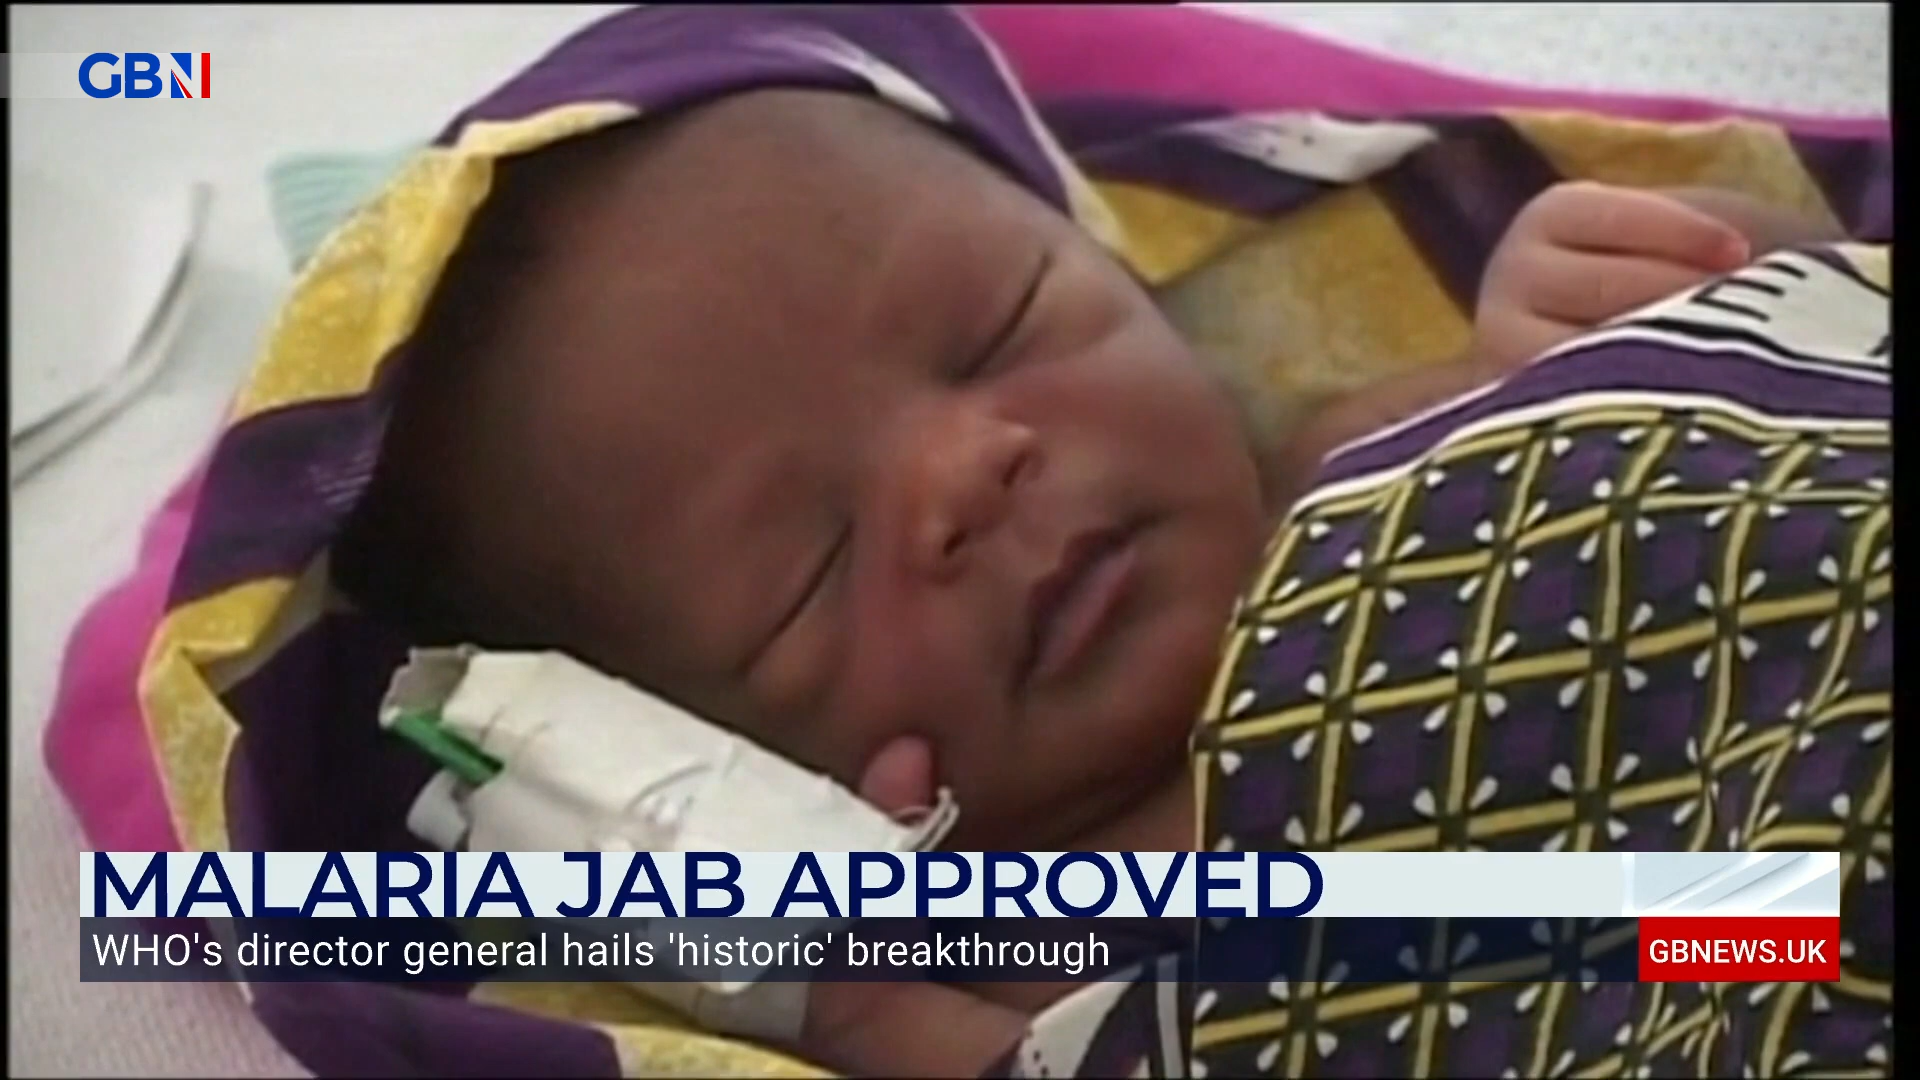 GBN
MALARIA JAB APPROVED
WHO's director general hails 'historic' breakthrough
GBNEWS.UK